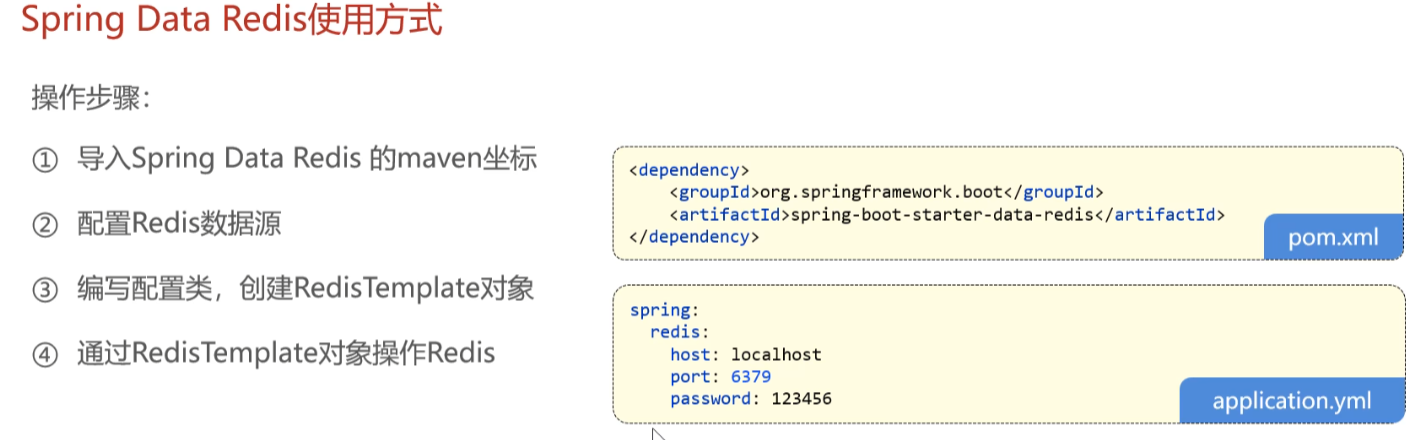 Spring Data Redis使用方式
操作步骤：
① 导入Spring Data Redis 的maven坐标
② 配置Redis数据源
③ 编写配置类，创建RedisTemplate对象
④ 通过RedisTemplate对象操作Redis
<dependency>
    <groupId>org.springframework.boot</groupId>
    <artifactId>spring-boot-starter-data-redis</artifactId>
</dependency>
pom.xml
spring:
  redis:
    host: localhost
    port: 6379
    password: 123456
application.yml